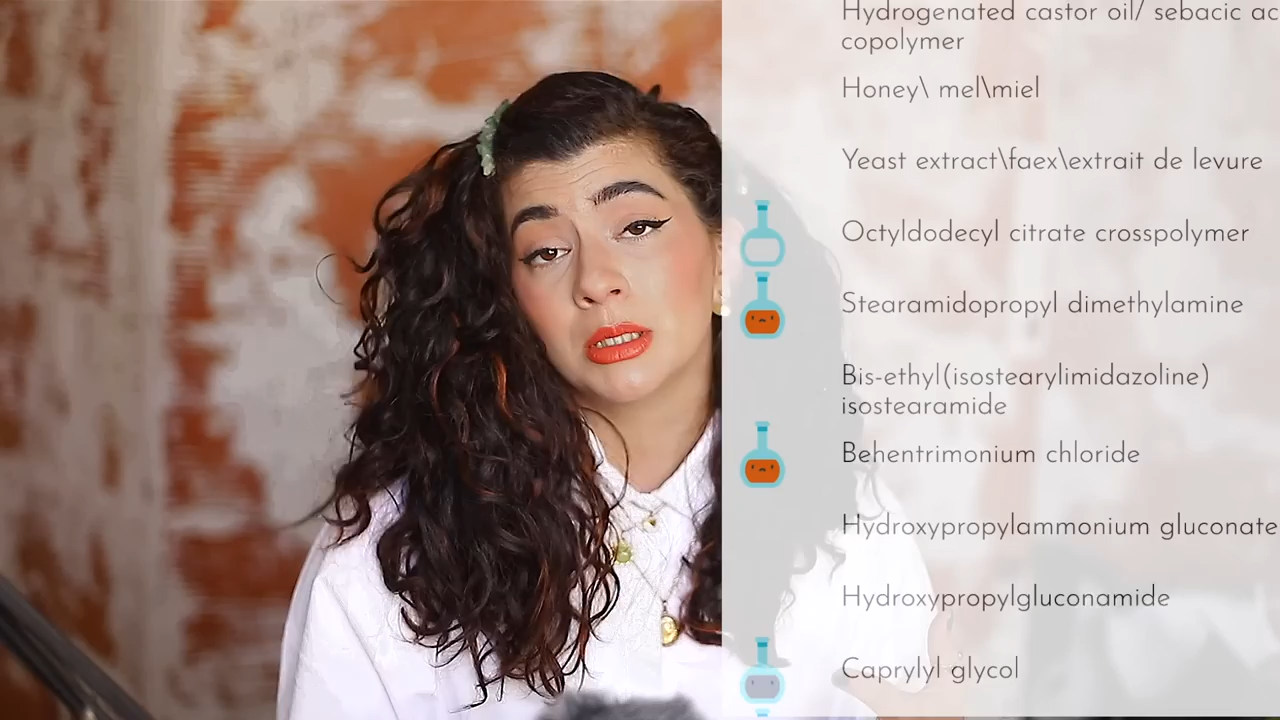 Hydrogenated castor oil/ sebacic ac
copolymer
Honey\ mel\miel
Yeast extract\faex\extrait de levure
Octyldodecyl citrate crosspolymer
Stearamidopropyl dimethylamine
Bis-ethyl(isostearylimidazoline)
isostearamide
Behentrimonium chloride
Hydroxypropylammonium gluconate
Hydroxypropylgluconamide
Caprylyl glycol